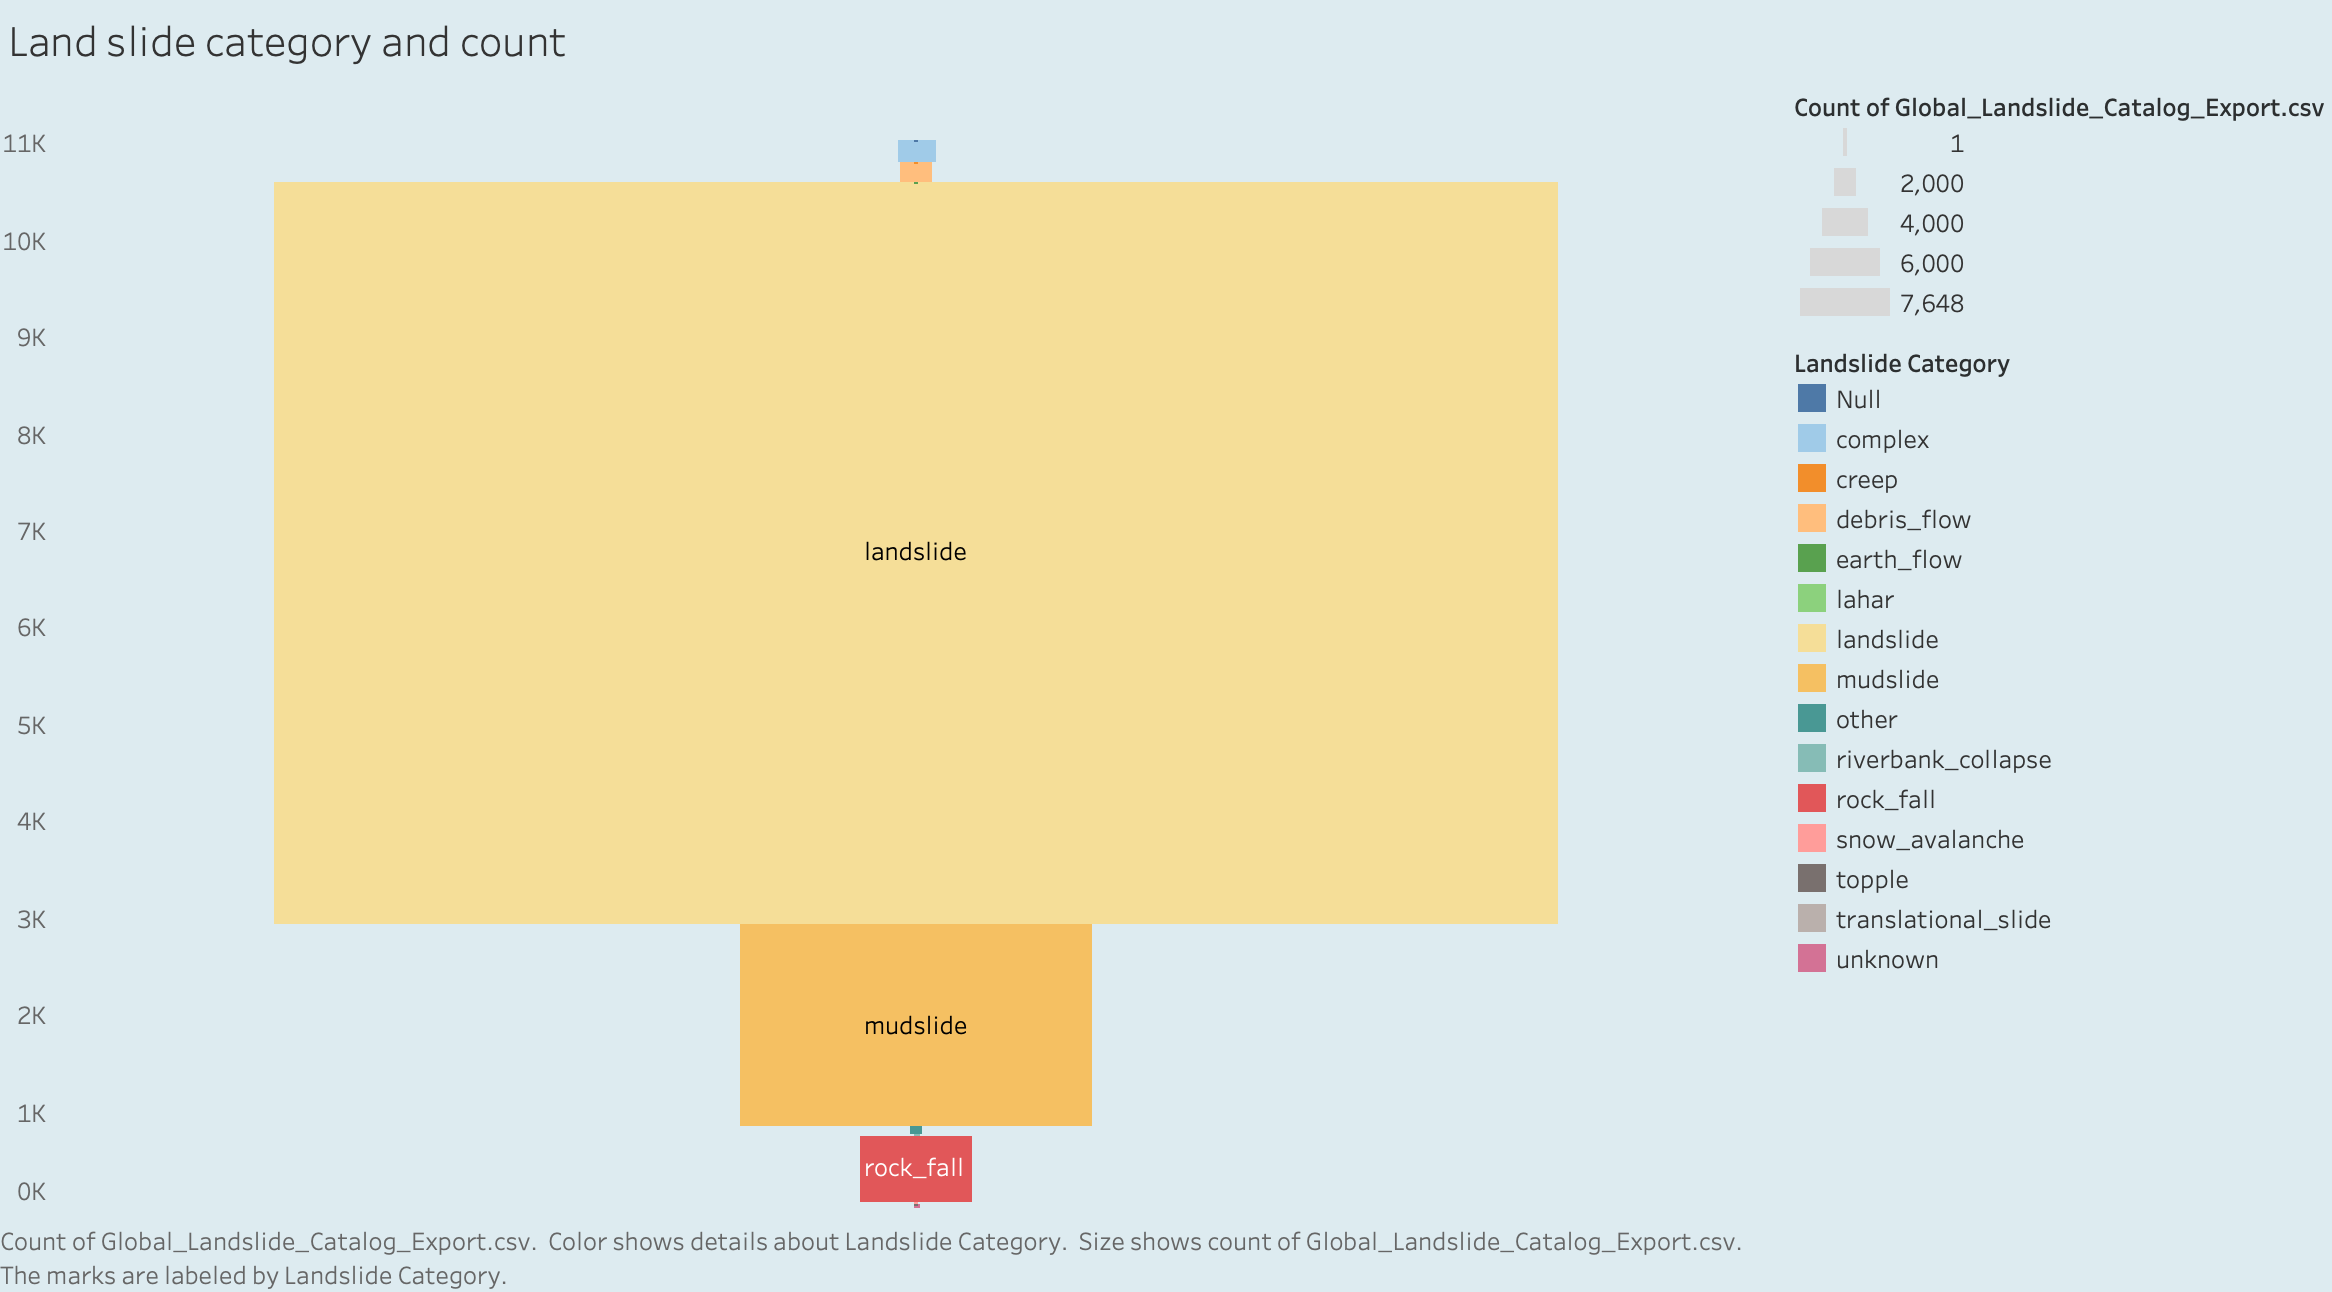 Land slide category and count
11K
10K
9K
8K
7K
6K
5K
4K
3K
2K
1K
0K
landslide
mudslide
rock_fall
Count of Global_Landslide_Catalog_Export.csv
1
2,000
4,000
6,000
7,648
Landslide Category
Null
complex
creep
debris_flow
earth_flow
lahar
landslide
mudslide
other
riverbank_collapse
rock_fall
snow_avalanche
topple
translational_slide
unknown
Count of Global_Landslide_Catalog_Export.csv.  Color shows details about Landslide Category.  Size shows count of Global_Landslide_Catalog_Export.csv.
The marks are labeled by Landslide Category.